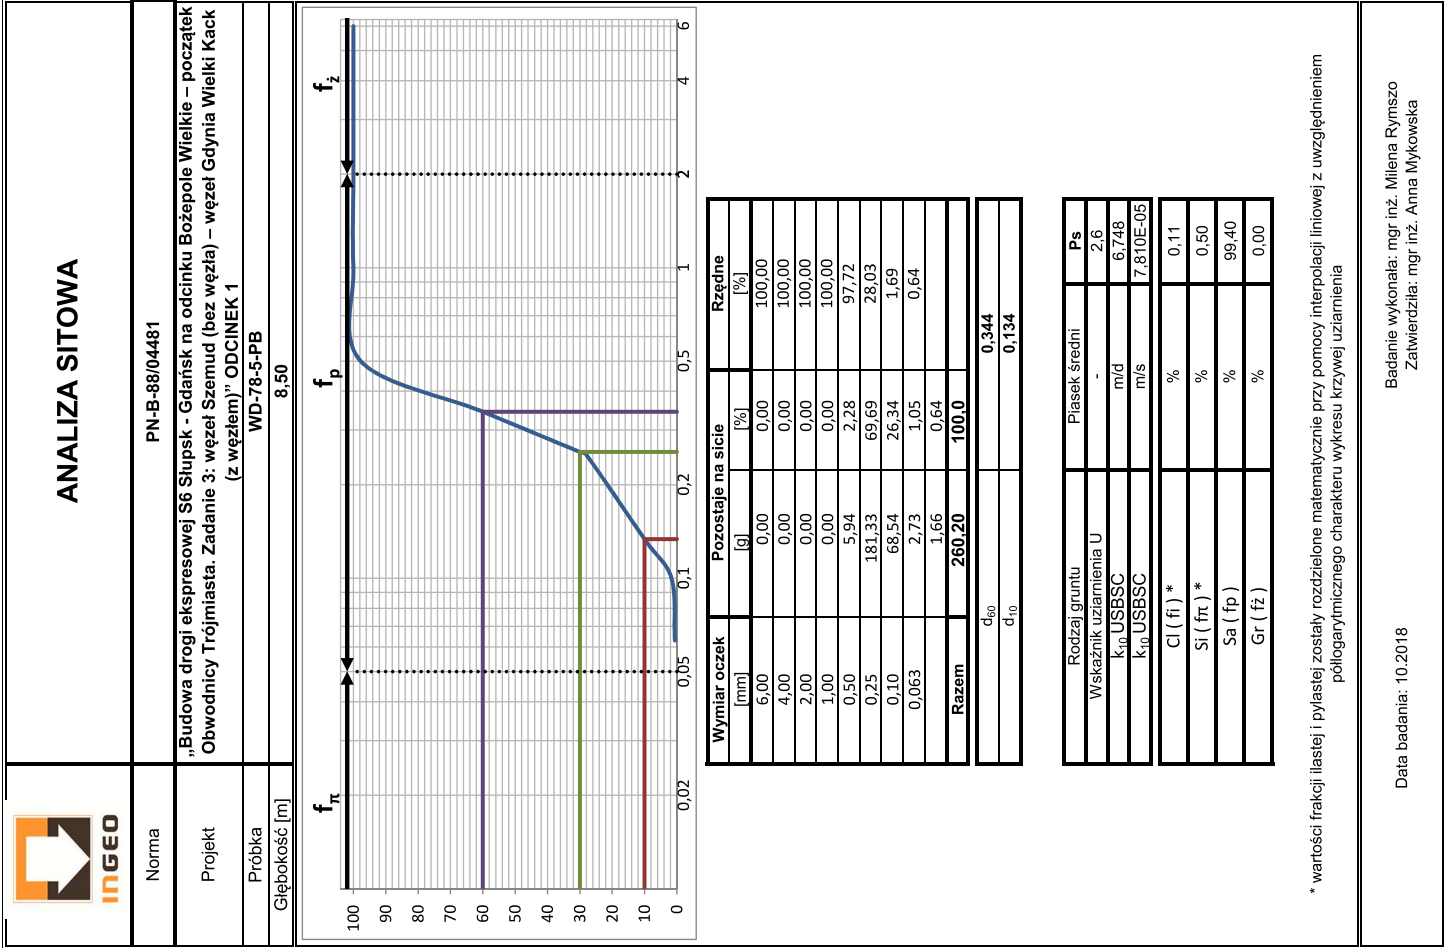 INGEO
ANALIZA SITOWA
Norma
PN-B-88/04481
Projekt
„Budowa drogi ekspresowej S6 Słupsk - Gdańsk na odcinku Bożepole Wielkie – początek
Obwodnicy Trójmiasta. Zadanie 3: węzeł Szemud (bez węzła) – węzeł Gdynia Wielki Kack
(z węzłem)” ODCINEK 1
Próbka
WD-78-5-PB
Głębokość [m]
8,50
fπ
fp
fż
100
90
80
70
60
50
40
30
20
10
0
0,02
0,05
0,1
0,2
0,5
1
2
4
6
Wymiar oczek Pozostaje na sicie Rzędne
[mm] [g] [%] [%]
6,00 0,00 0,00 100,00
4,00 0,00 0,00 100,00
2,00 0,00 0,00 100,00
1,00 0,00 0,00 100,00
0,50 5,94 2,28 97,72
0,25 181,33 69,69 28,03
0,10 68,54 26,34 1,69
0,063 2,73 1,05 0,64
1,66 0,64
Razem 260,20 100,0
d60 0,344
d10 0,134
Rodzaj gruntu Piasek średni Ps
Wskaźnik uziarnienia U - 2,6
k10 USBSC m/d 6,748
k10 USBSC m/s 7,810E-05
Cl ( fi ) * % 0,11
Si ( fπ ) * % 0,50
Sa ( fp ) % 99,40
Gr ( fż ) % 0,00
* wartości frakcji ilastej i pylastej zostały rozdzielone matematycznie przy pomocy interpolacji liniowej z uwzględnieniem
półlogarytmicznego charakteru wykresu krzywej uziarnienia
Data badania: 10.2018
Badanie wykonała: mgr inż. Milena Rymszo
Zatwierdziła: mgr inż. Anna Mykowska